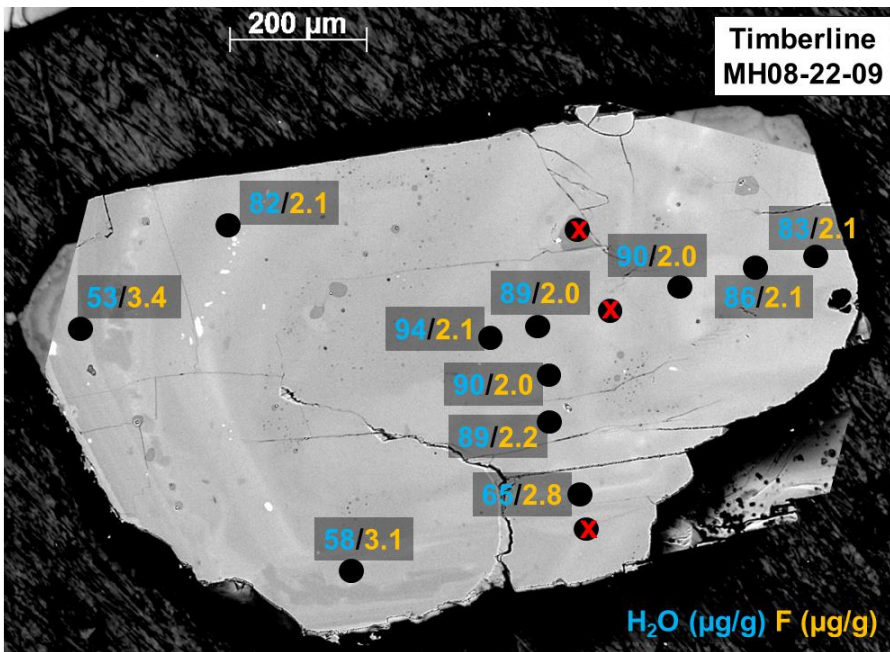 200 µm
Timberline
MH08-22-09
82/2.1
X
83/2.1
90/2.0
53/3.4
89/2.0
86/2.1
X
94/2.1
90/2.0
89/2.2
65/2.8
X
58/3.1
H₂O (µg/g) F (µg/g)